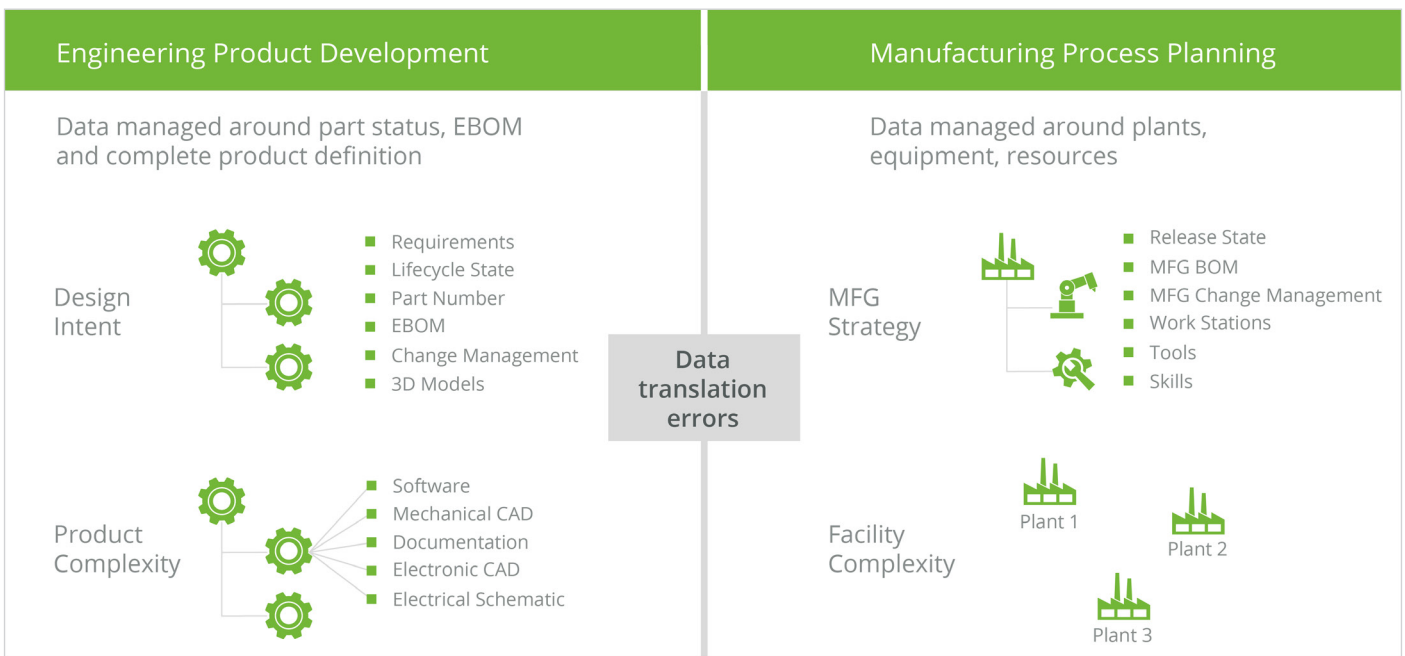 Engineering Product Development
Manufacturing Process Planning
Data managed around part status, EBOM
and complete product definition
Design
Intent
Requirements
Lifecycle State
Part Number
EBOM
Change Management
3D Models
Product
Complexity
Software
Mechanical CAD
Documentation
Electronic CAD
Electrical Schematic
Data
translation
errors
Data managed around plants,
equipment, resources
MFG
Strategy
Release State
MFG BOM
MFG Change Management
Work Stations
Tools
Skills
Facility
Complexity
Plant 1
Plant 2
Plant 3